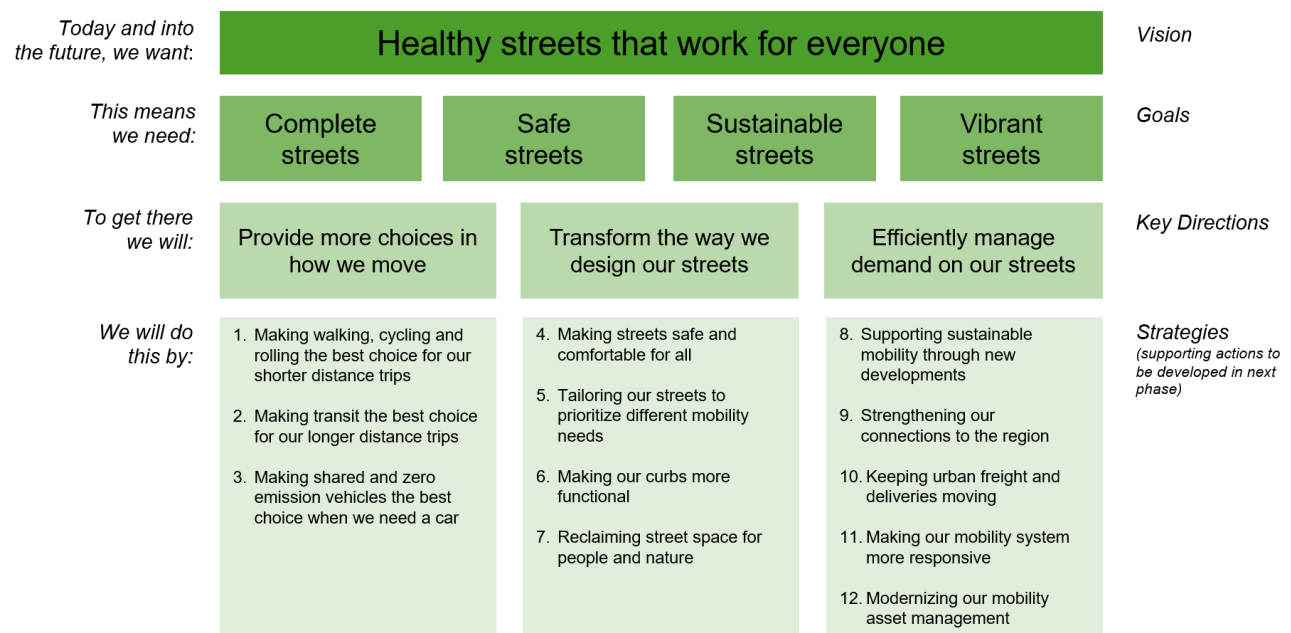 Today and into
the future, we want:
Healthy streets that work for everyone
Vision
This means
we need:
Complete
streets
Safe
streets
Sustainable
streets
Vibrant
streets
Goals
To get there
we will:
Provide more choices in
how we move
Transform the way we
design our streets
Efficiently manage
demand on our streets
Key Directions
We will do
this by:
1. Making walking, cycling and
rolling the best choice for our
shorter distance trips
2. Making transit the best choice
for our longer distance trips
3. Making shared and zero
emission vehicles the best
choice when we need a car
4. Making streets safe and
comfortable for all
5. Tailoring our streets to
prioritize different mobility
needs
6. Making our curbs more
functional
7. Reclaiming street space for
people and nature
8. Supporting sustainable
mobility through new
developments
9. Strengthening our
connections to the region
10. Keeping urban freight and
deliveries moving
11. Making our mobility system
more responsive
12. Modernizing our mobility
asset management
Strategies
(supporting actions to
be developed in next
phase)